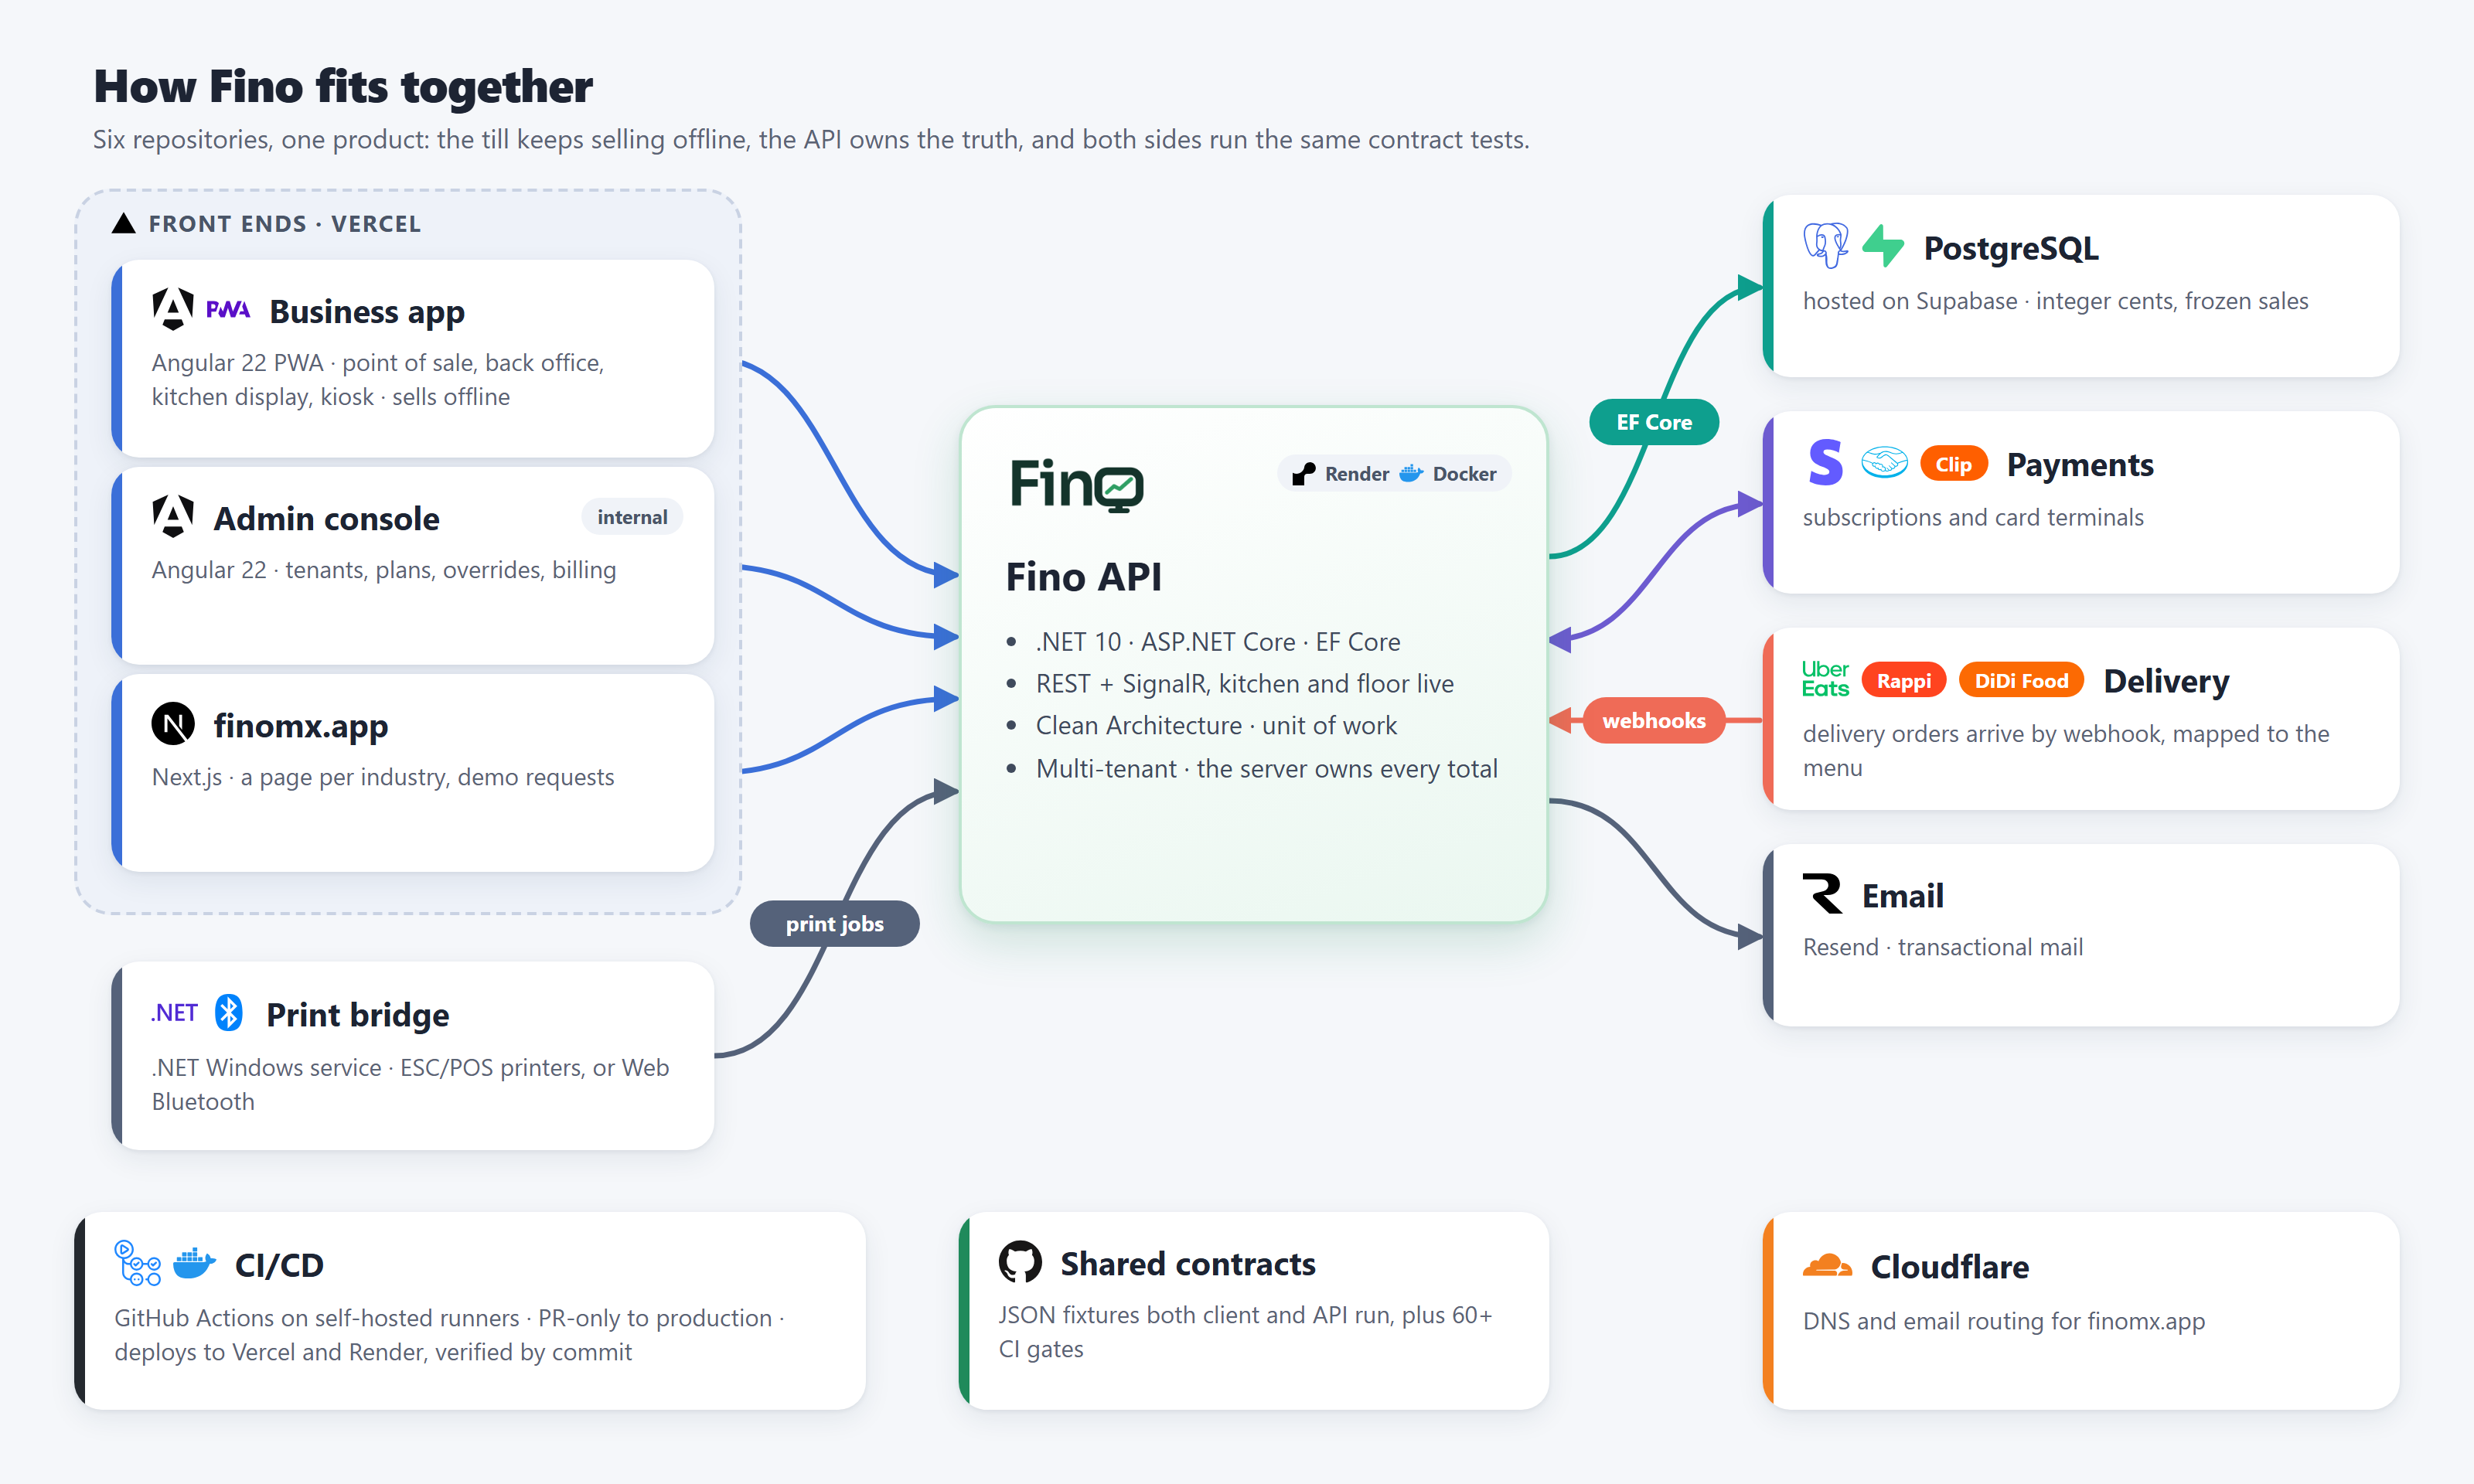 How Fino fits together
Six repositories, one product: the till keeps selling offline, the API owns the truth, and both sides run the same contract tests.
FRONT ENDS · VERCEL
PWA Business app
Angular 22 PWA · point of sale, back office,
kitchen display, kiosk · sells offline
Admin console
internal
Angular 22 · tenants, plans, overrides, billing
N finomx.app
Next.js · a page per industry, demo requests
print jobs
.NET Print bridge
.NET Windows service · ESC/POS printers, or Web
Bluetooth
Fino
Render Docker
Fino API
• .NET 10 · ASP.NET Core · EF Core
• REST + SignalR, kitchen and floor live
• Clean Architecture · unit of work
• Multi-tenant · the server owns every total
EF Core
webhooks
PostgreSQL
hosted on Supabase · integer cents, frozen sales
S Clip Payments
subscriptions and card terminals
Uber
Eats Rappi DiDi Food Delivery
delivery orders arrive by webhook, mapped to the
menu
Email
Resend · transactional mail
CI/CD
GitHub Actions on self-hosted runners · PR-only to production ·
deploys to Vercel and Render, verified by commit
Shared contracts
JSON fixtures both client and API run, plus 60+
CI gates
Cloudflare
DNS and email routing for finomx.app